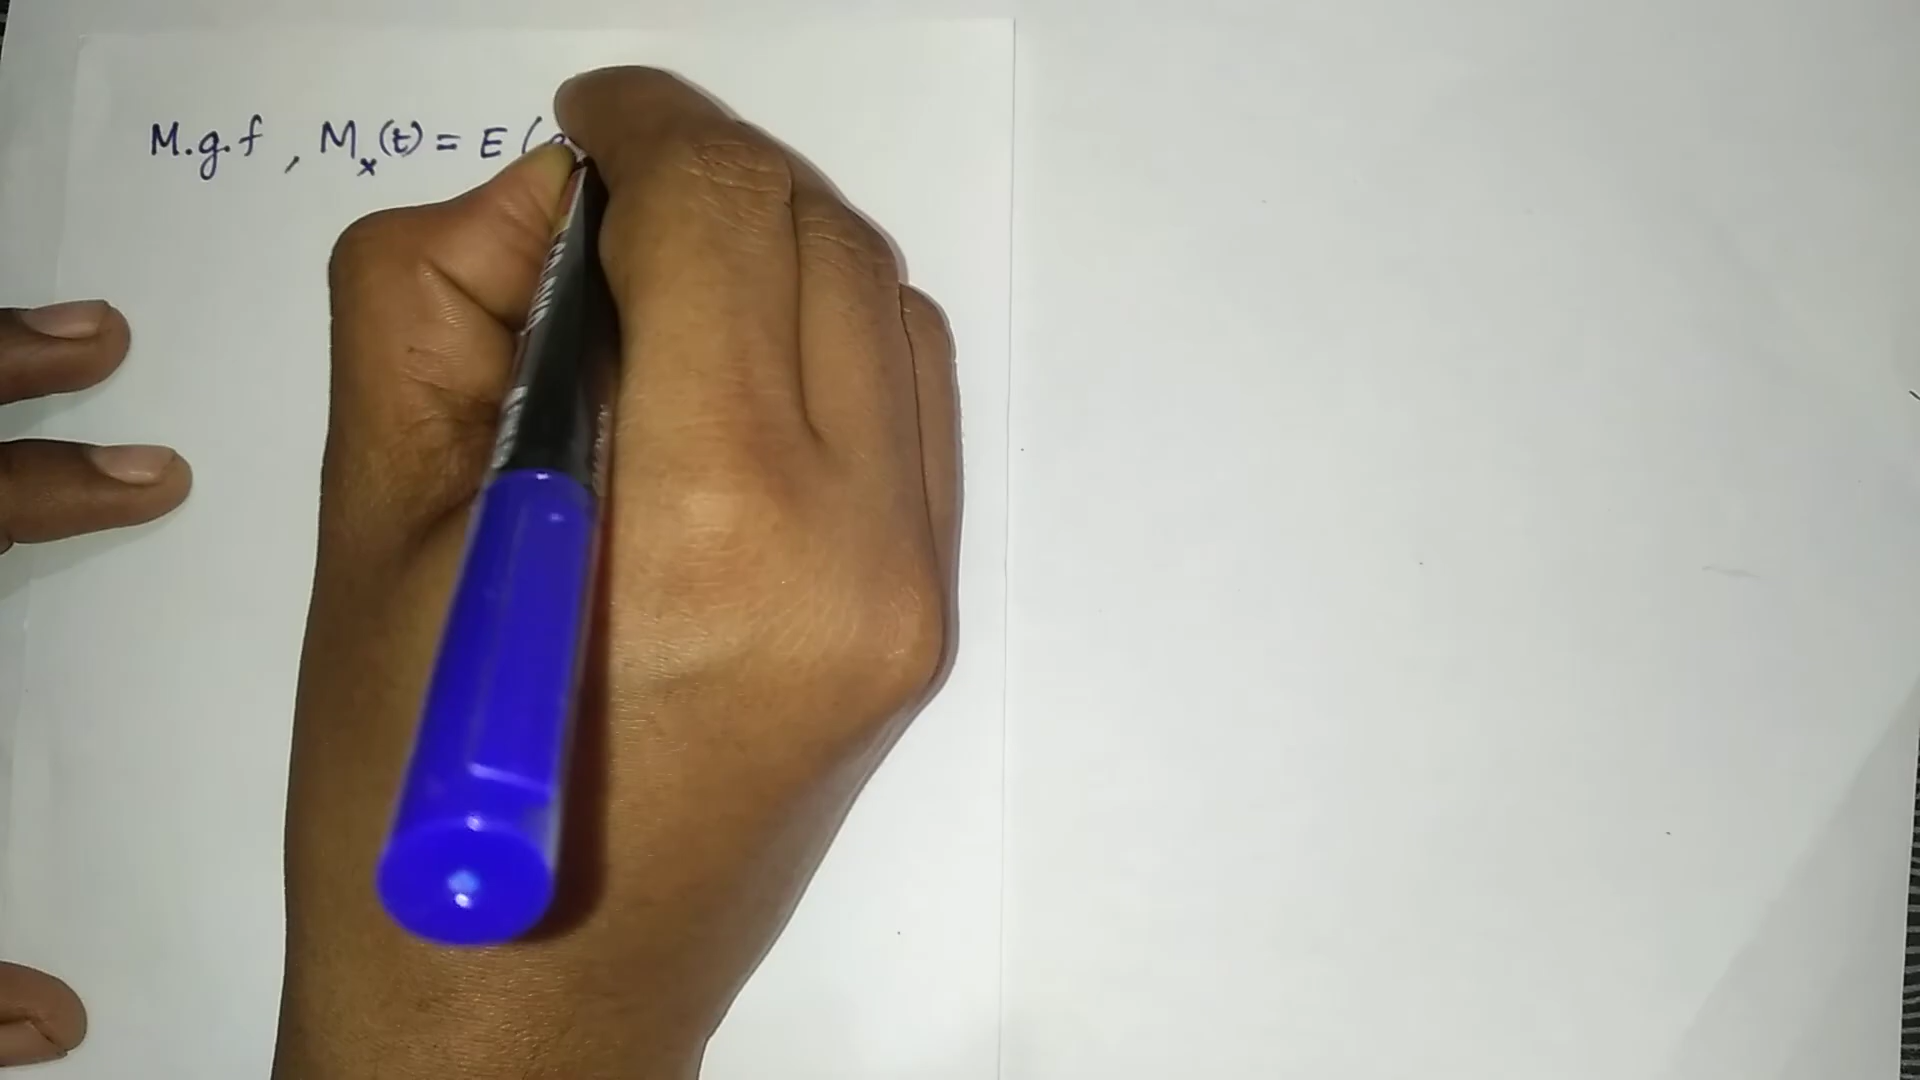 M.g.f , Mx(t) = E (e